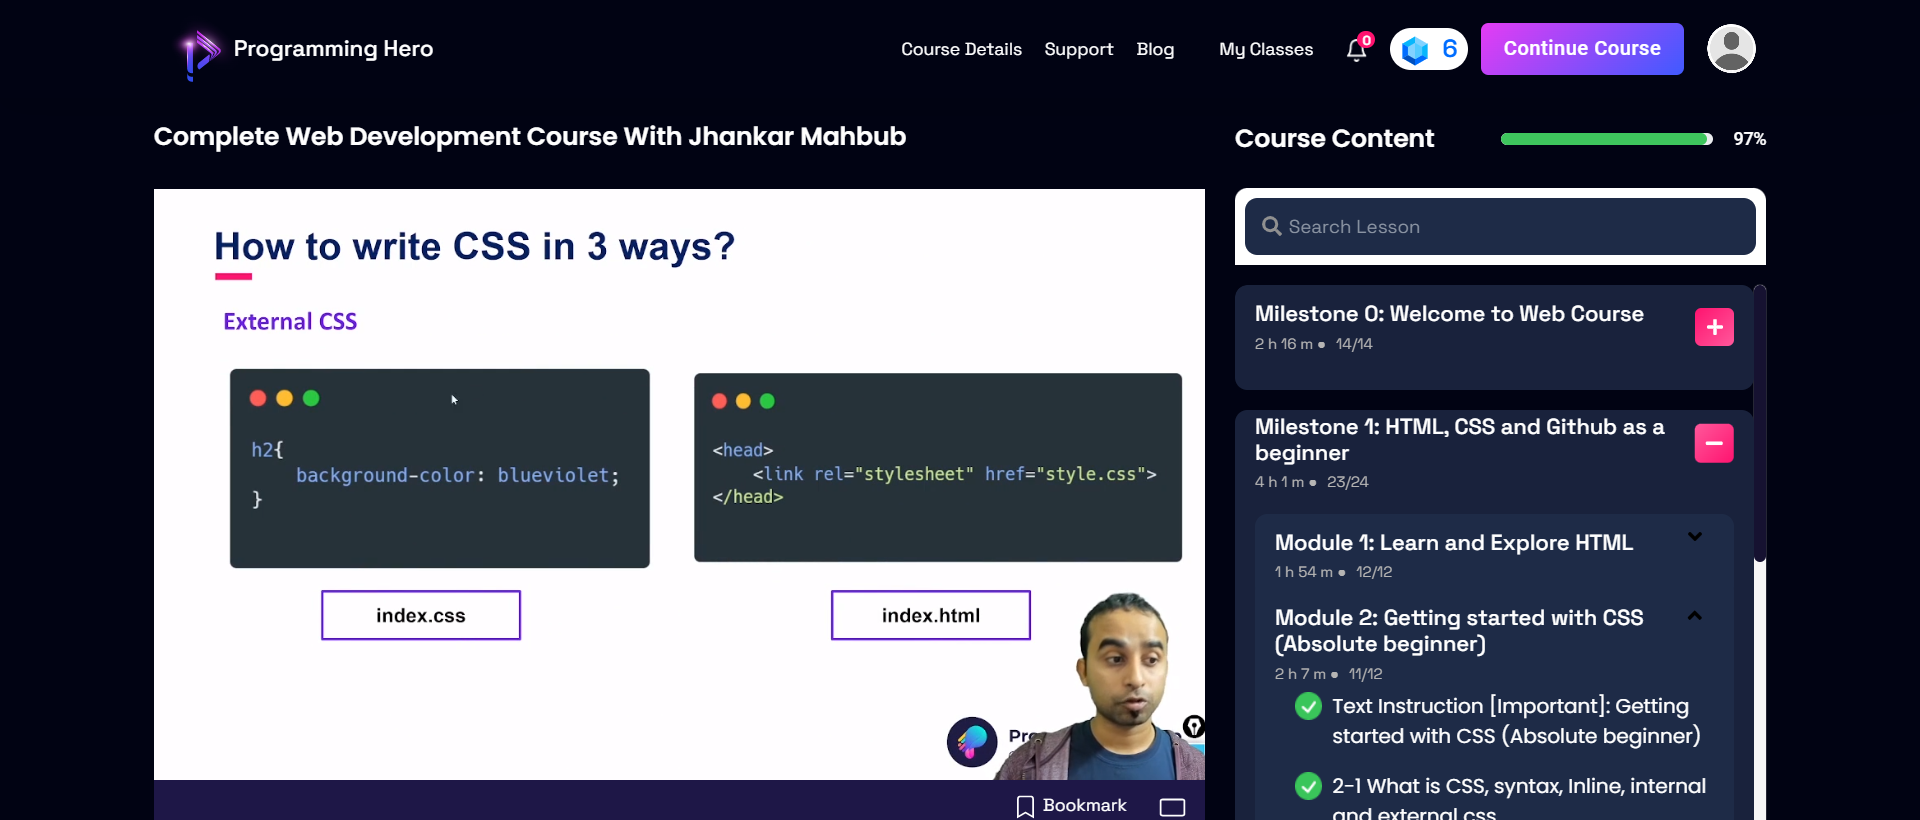 Programming Hero
Course Details Support Blog My Classes 0 6 Continue Course
Complete Web Development Course With Jhankar Mahbub
How to write CSS in 3 ways?
External CSS
h2{
background-color: blueviolet;
}
index.css
<head>
<link rel="stylesheet" href="style.css">
</head>
index.html
Bookmark
Course Content 97%
Search Lesson
Milestone 0: Welcome to Web Course
2 h 16 m 14/14
Milestone 1: HTML, CSS and Github as a
beginner
4 h 1 m 23/24
Module 1: Learn and Explore HTML
1 h 54 m 12/12
Module 2: Getting started with CSS
(Absolute beginner)
2 h 7 m 11/12
Text Instruction [Important]: Getting
started with CSS (Absolute beginner)
2-1 What is CSS, syntax, Inline, internal
and external css